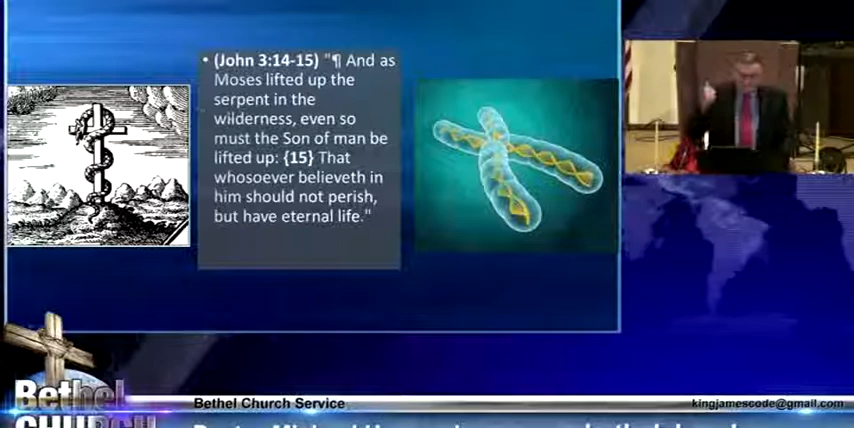 • (John 3:14-15) "¶ And as
Moses lifted up the
serpent in the
wilderness, even so
must the Son of man be
lifted up: {15} That
whosoever believeth in
him should not perish,
but have eternal life."
Bethel
CHURCH
Bethel Church Service
kingjamescode@gmail.com